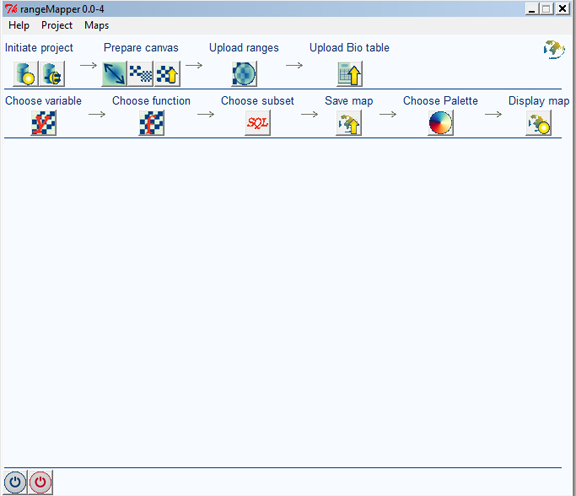 rangeMapper 0.0-4
Help Project Maps
Initiate project Prepare canvas Upload ranges Upload Bio table
Choose variable Choose function Choose subset Save map Choose Palette Display map
SQL